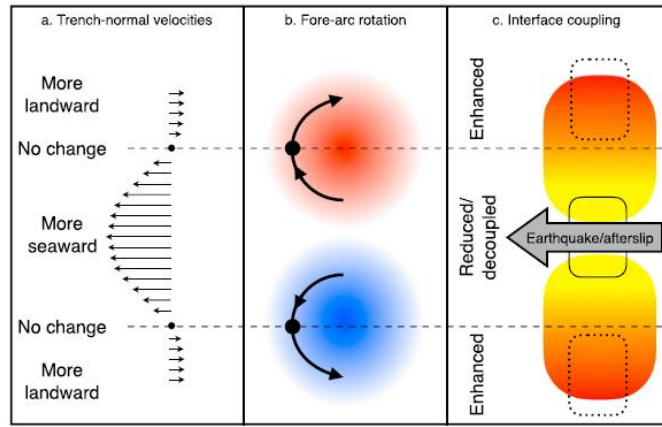 a. Trench-normal velocities
More
landward
No change
More
seaward
No change
More
landward
b. Fore-arc rotation
c. Interface coupling
Enhanced
Reduced/
decoupled
Earthquake/afterslip
Enhanced